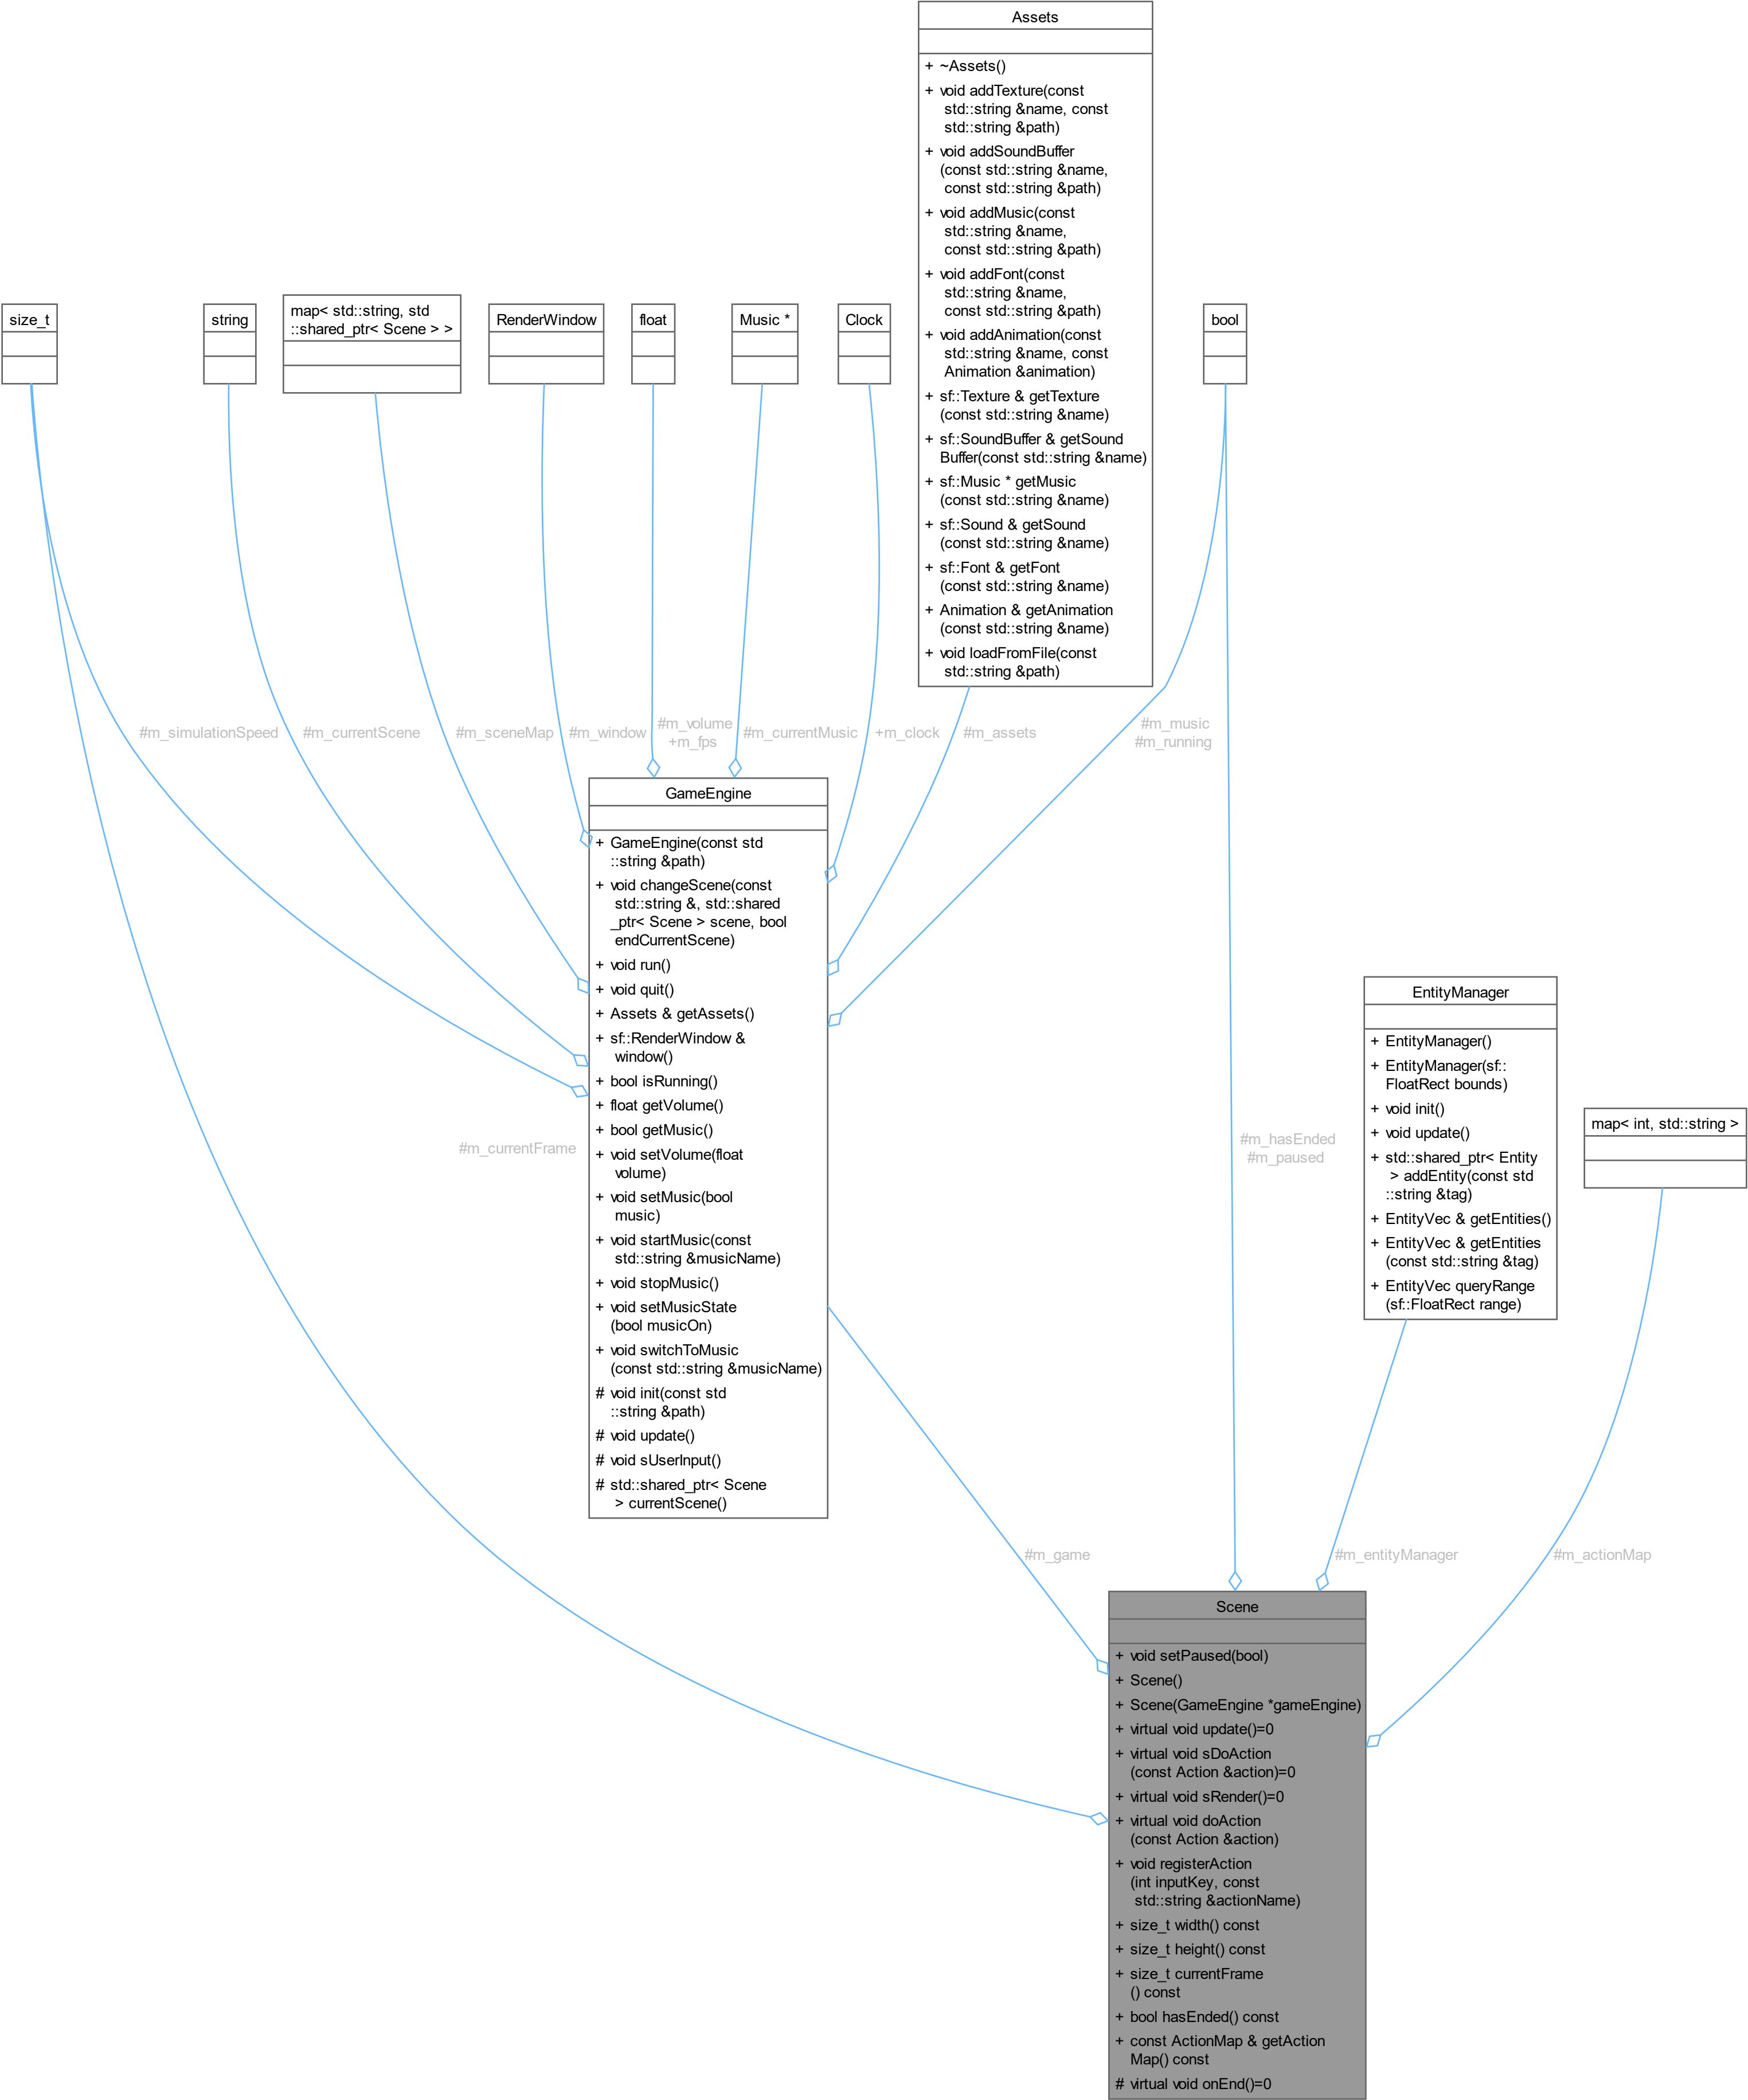 Assets
+ ~Assets()
+ void addTexture(const
std::string &name, const
std::string &path)
+ void addSoundBuffer
(const std::string &name,
const std::string &path)
+ void addMusic(const
std::string &name,
const std::string &path)
+ void addFont(const
std::string &name,
const std::string &path)
+ void addAnimation(const
std::string &name, const
Animation &animation)
+ sf::Texture & getTexture
(const std::string &name)
+ sf::SoundBuffer & getSound
Buffer(const std::string &name)
+ sf::Music * getMusic
(const std::string &name)
+ sf::Sound & getSound
(const std::string &name)
+ sf::Font & getFont
(const std::string &name)
+ Animation & getAnimation
(const std::string &name)
+ void loadFromFile(const
std::string &path)
size_t
string
map< std::string, std
::shared_ptr< Scene > >
RenderWindow
float
Music *
Clock
bool
#m_simulationSpeed
#m_currentScene
#m_sceneMap
#m_window
#m_volume
+m_fps
#m_currentMusic
+m_clock
#m_assets
#m_music
#m_running
GameEngine
+ GameEngine(const std
::string &path)
+ void changeScene(const
std::string &, std::shared
_ptr< Scene > scene, bool
endCurrentScene)
+ void run()
+ void quit()
+ Assets & getAssets()
+ sf::RenderWindow &
window()
+ bool isRunning()
+ float getVolume()
+ bool getMusic()
+ void setVolume(float
volume)
+ void setMusic(bool
music)
+ void startMusic(const
std::string &musicName)
+ void stopMusic()
+ void setMusicState
(bool musicOn)
+ void switchToMusic
(const std::string &musicName)
# void init(const std
::string &path)
# void update()
# void sUserInput()
# std::shared_ptr< Scene
> currentScene()
#m_currentFrame
#m_hasEnded
#m_paused
EntityManager
+ EntityManager()
+ EntityManager(sf::
FloatRect bounds)
+ void init()
+ void update()
+ std::shared_ptr< Entity
> addEntity(const std
::string &tag)
+ EntityVec & getEntities()
+ EntityVec & getEntities
(const std::string &tag)
+ EntityVec queryRange
(sf::FloatRect range)
map< int, std::string >
#m_game
#m_entityManager
#m_actionMap
Scene
+ void setPaused(bool)
+ Scene()
+ Scene(GameEngine *gameEngine)
+ virtual void update()=0
+ virtual void sDoAction
(const Action &action)=0
+ virtual void sRender()=0
+ virtual void doAction
(const Action &action)
+ void registerAction
(int inputKey, const
std::string &actionName)
+ size_t width() const
+ size_t height() const
+ size_t currentFrame
() const
+ bool hasEnded() const
+ const ActionMap & getAction
Map() const
# virtual void onEnd()=0